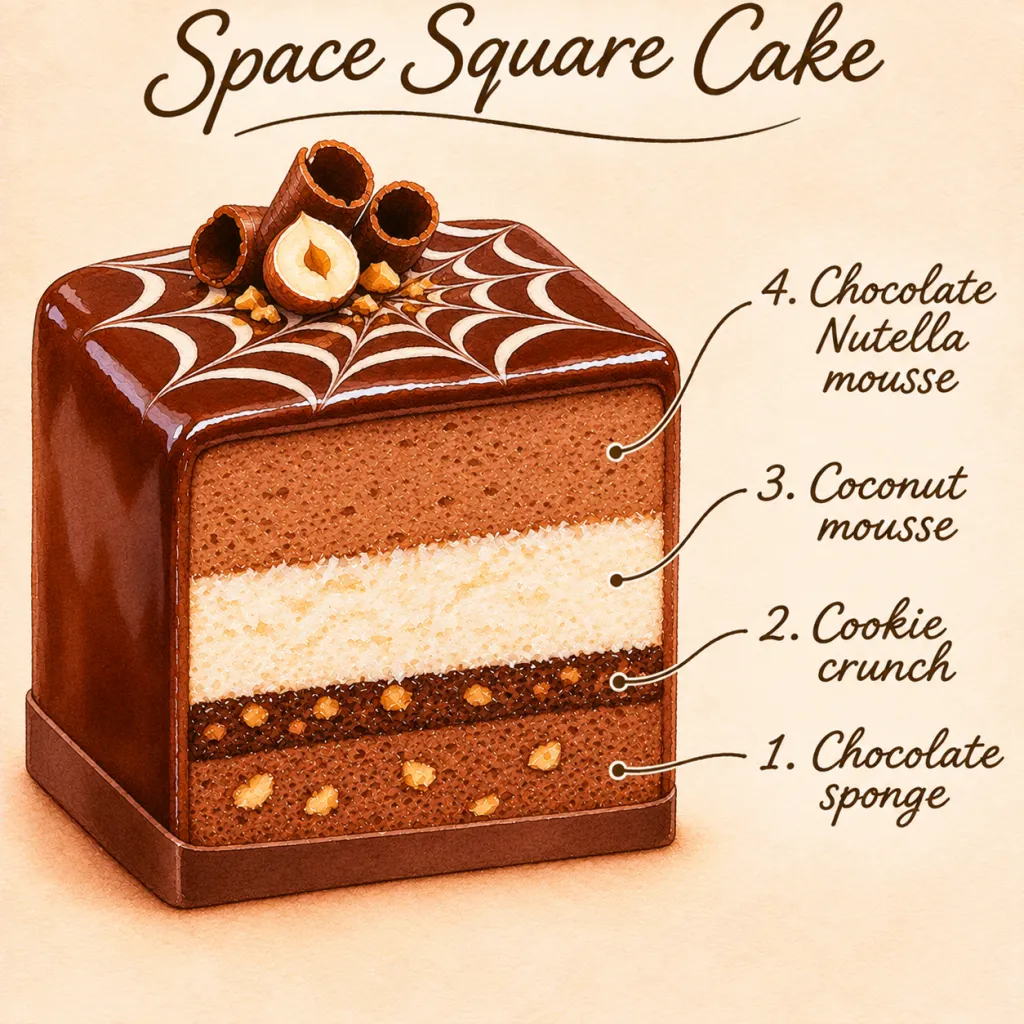 Space Square Cake
4. Chocolate
Nutella
mousse
3. Coconut
mousse
2. Cookie
crunch
1. Chocolate
sponge